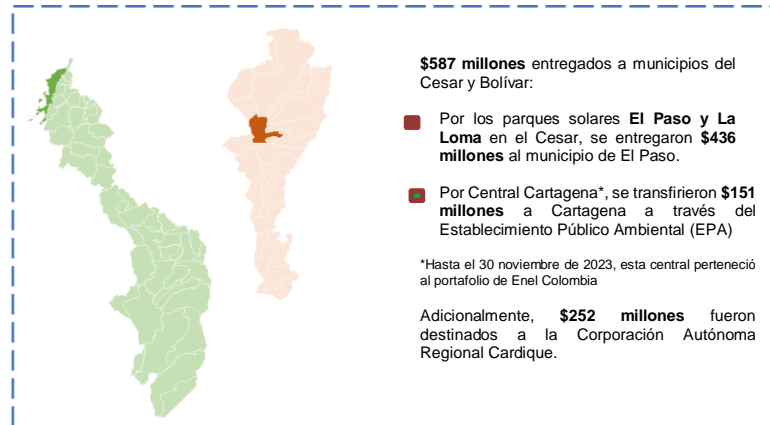 $587 millones entregados a municipios del
Cesar y Bolívar:
Por los parques solares El Paso y La
Loma en el Cesar, se entregaron $436
millones al municipio de El Paso.
Por Central Cartagena*, se transfirieron $151
millones a Cartagena a través del
Establecimiento Público Ambiental (EPA)
*Hasta el 30 noviembre de 2023, esta central perteneció
al portafolio de Enel Colombia
Adicionalmente, $252 millones fueron
destinados a la Corporación Autónoma
Regional Cardique.